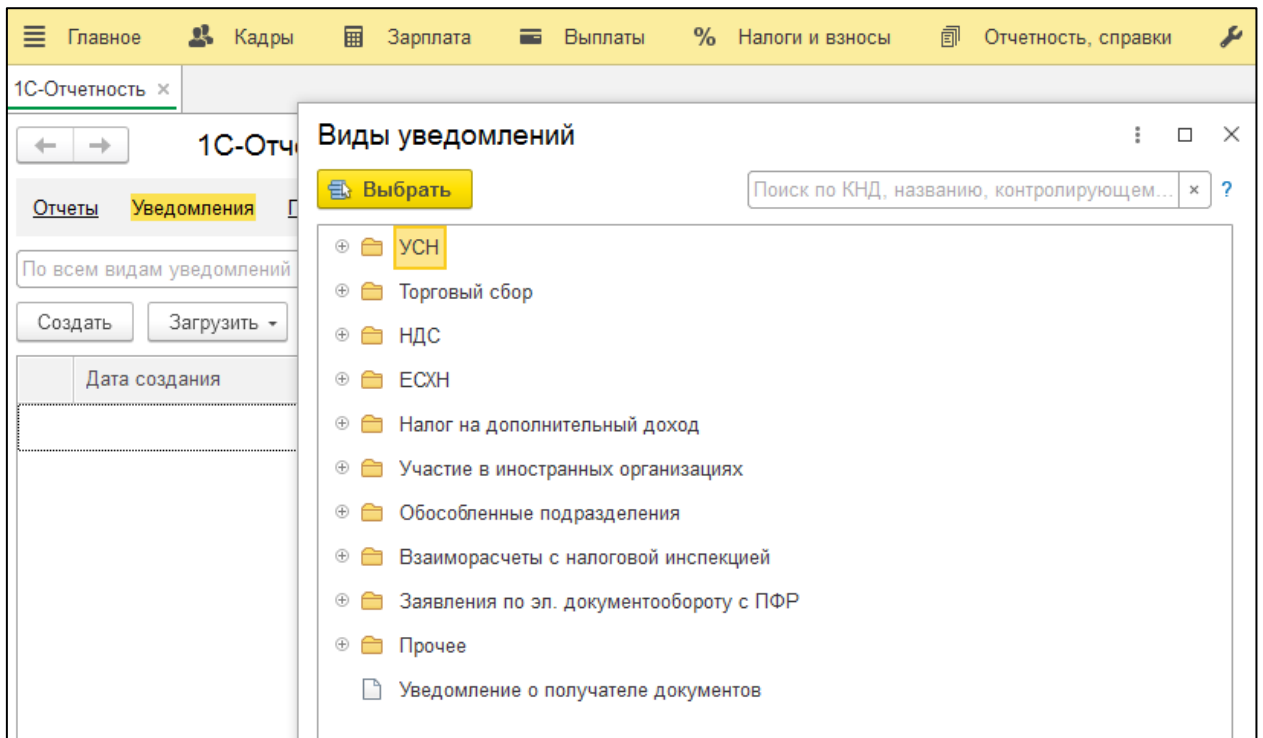 Главное Кадры Зарплата Выплаты % Налоги и взносы Отчетность, справки
1С-Отчетность ×
1С-Отч
Виды уведомлений
Выбрать
Поиск по КНД, названию, контролирующем... × ?
Отчеты Уведомления
По всем видам уведомлений
Создать Загрузить
Дата создания
УСН
Торговый сбор
НДС
ЕСХН
Налог на дополнительный доход
Участие в иностранных организациях
Обособленные подразделения
Взаиморасчеты с налоговой инспекцией
Заявления по эл. документообороту с ПФР
Прочее
Уведомление о получателе документов